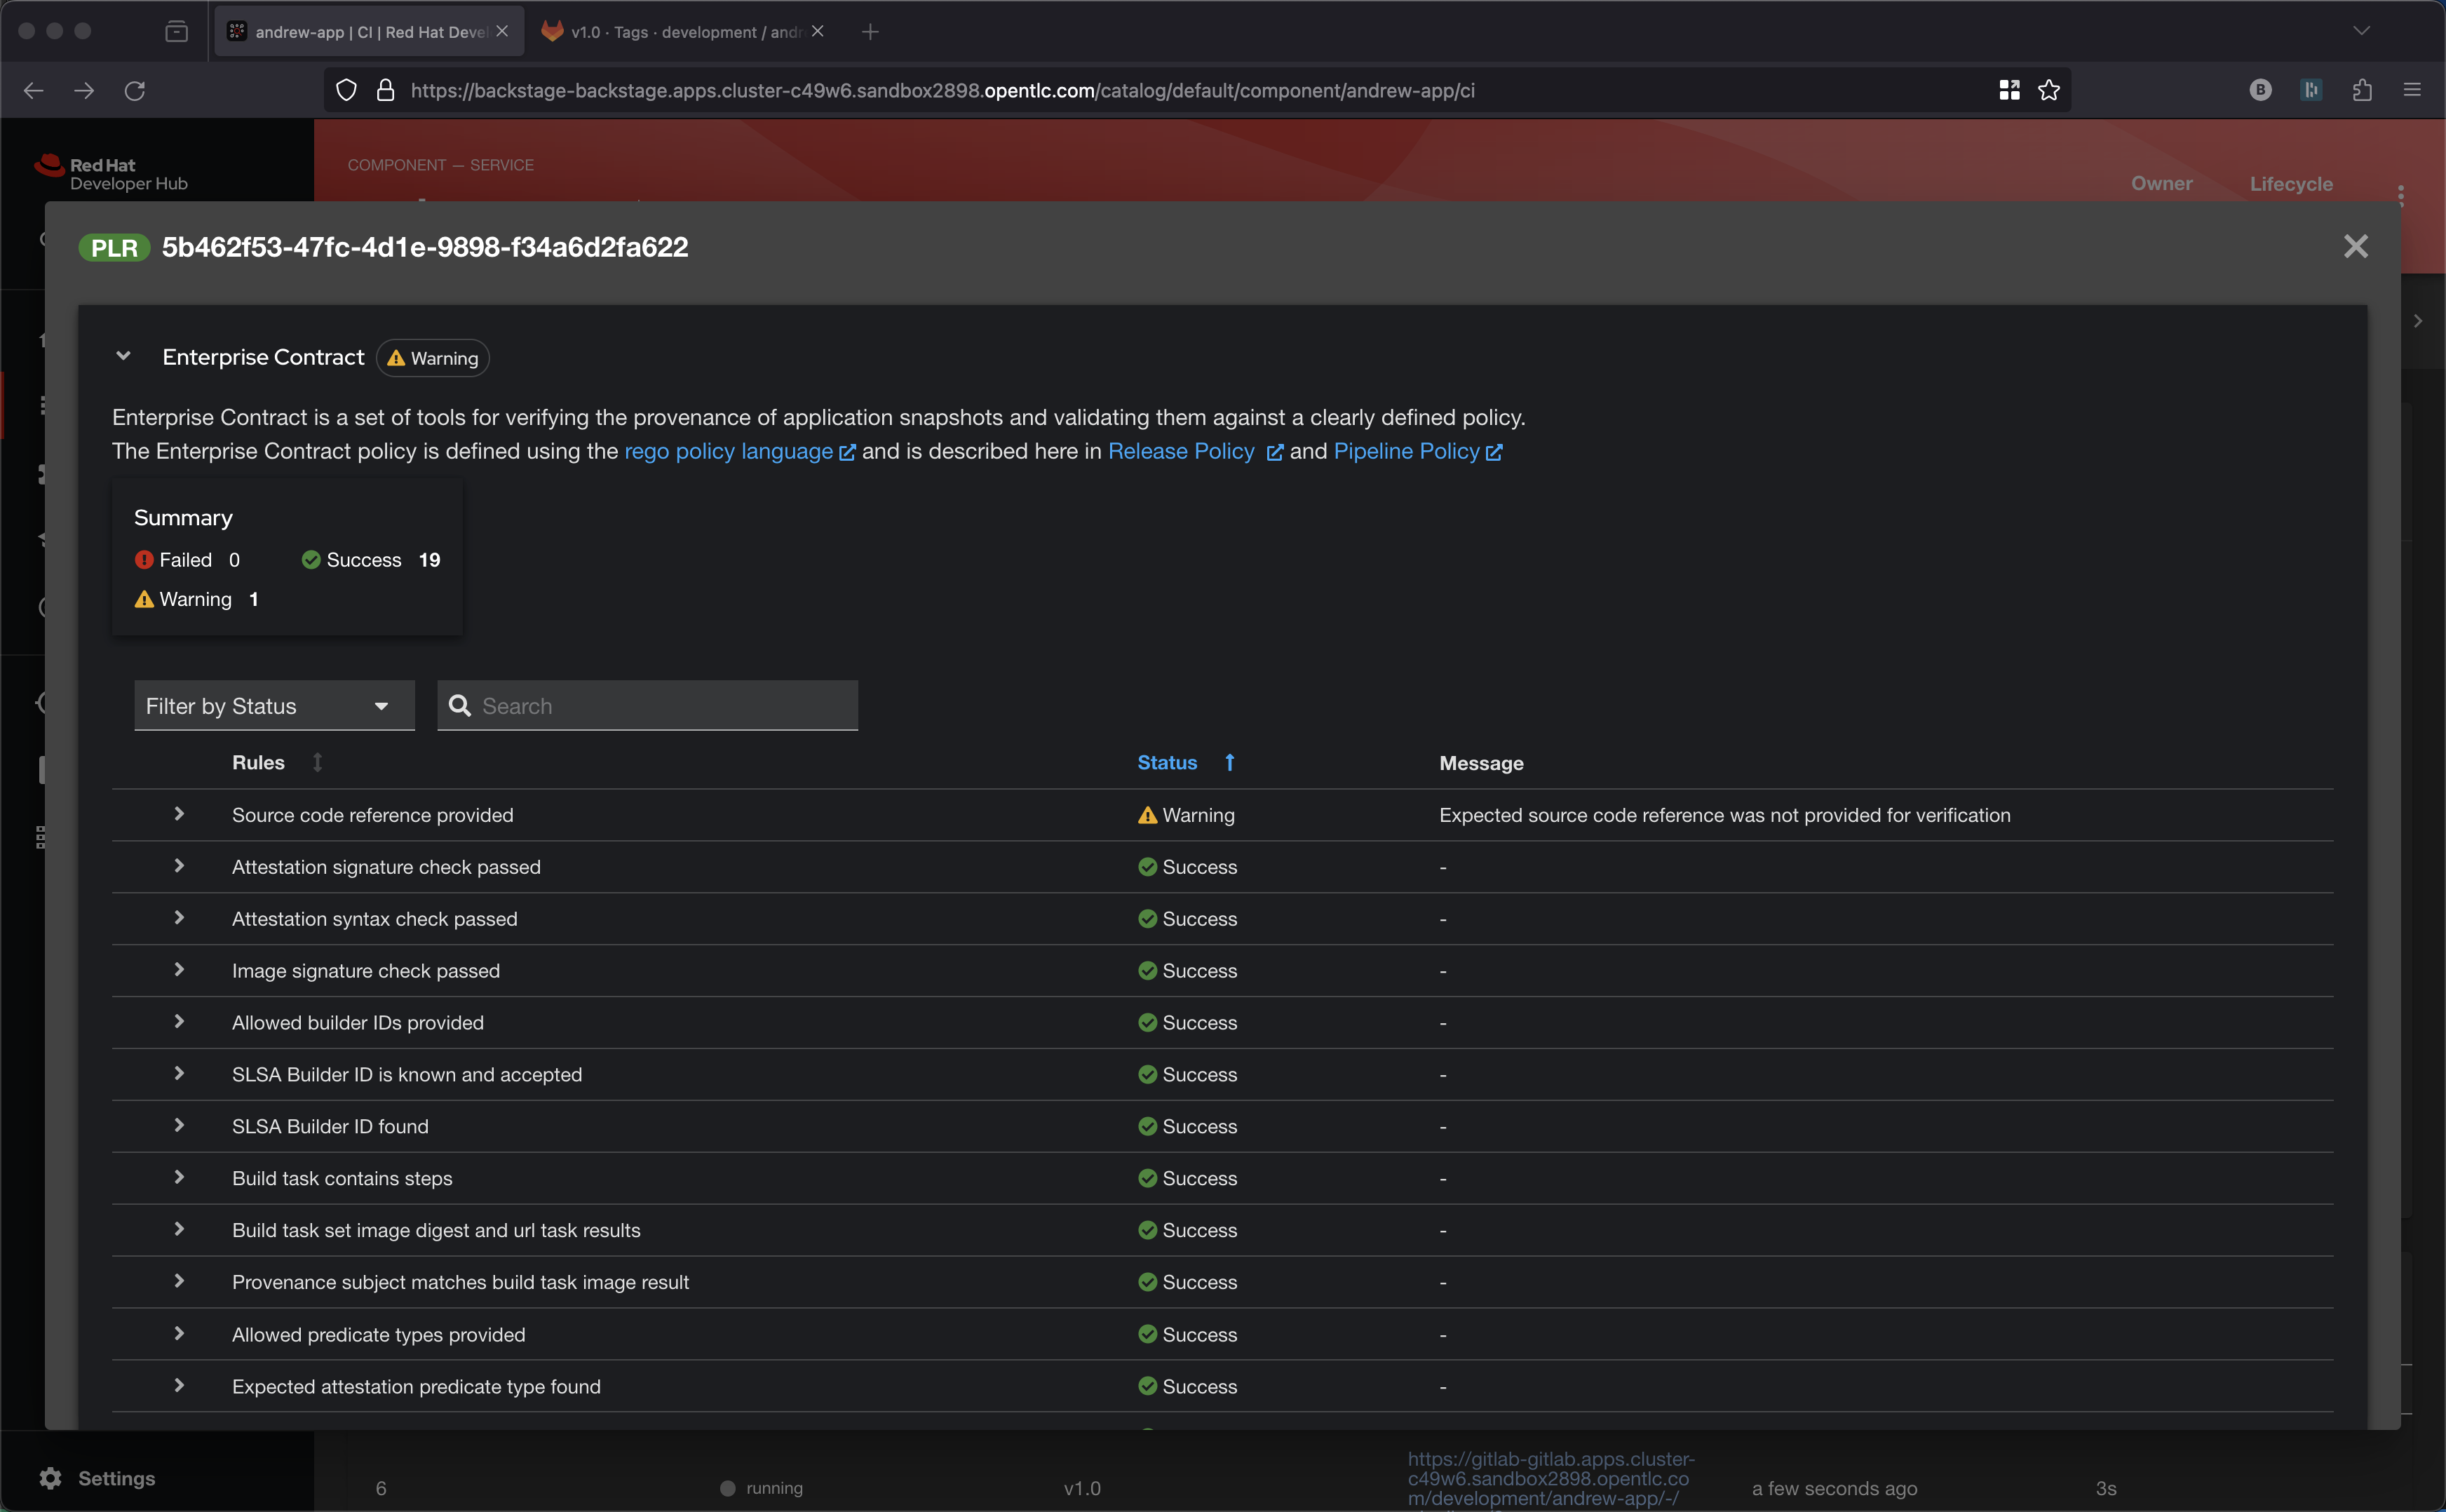 andrew-app | CI | Red Hat Devel
v1.0 · Tags · development / andr
https://backstage-backstage.apps.cluster-c49w6.sandbox2898.opentlc.com/catalog/default/component/andrew-app/ci
B
Red Hat
Developer Hub
COMPONENT — SERVICE
Owner
Lifecycle
PLR 5b462f53-47fc-4d1e-9898-f34a6d2fa622
Enterprise Contract Warning
Enterprise Contract is a set of tools for verifying the provenance of application snapshots and validating them against a clearly defined policy.
The Enterprise Contract policy is defined using the rego policy language and is described here in Release Policy and Pipeline Policy
Summary
Failed 0 Success 19
Warning 1
Filter by Status Search
Rules Status Message
Source code reference provided Warning Expected source code reference was not provided for verification
Attestation signature check passed Success -
Attestation syntax check passed Success -
Image signature check passed Success -
Allowed builder IDs provided Success -
SLSA Builder ID is known and accepted Success -
SLSA Builder ID found Success -
Build task contains steps Success -
Build task set image digest and url task results Success -
Provenance subject matches build task image result Success -
Allowed predicate types provided Success -
Expected attestation predicate type found Success -
Settings
6 running v1.0
https://gitlab-gitlab.apps.cluster-
c49w6.sandbox2898.opentlc.co
m/development/andrew-app/-/
a few seconds ago 3s